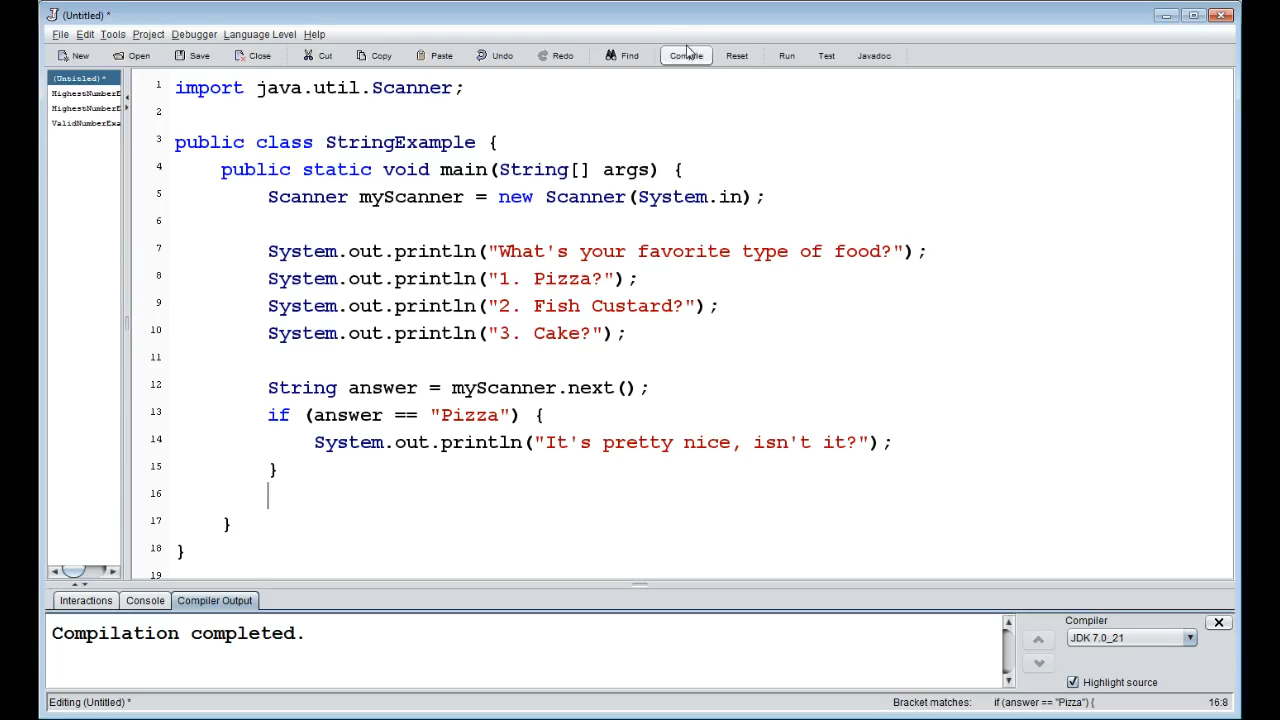 (Untitled) *
File Edit Tools Project Debugger Language Level Help
New Open Save Close Cut Copy Paste Undo Redo Find Compile Reset Run Test Javadoc
(Untitled) *
HighestNumberE
HighestNumberE
ValidNumberExa
1 import java.util.Scanner;
2
3 public class StringExample {
4 public static void main(String[] args) {
5 Scanner myScanner = new Scanner(System.in);
6
7 System.out.println("What's your favorite type of food?");
8 System.out.println("1. Pizza?");
9 System.out.println("2. Fish Custard?");
10 System.out.println("3. Cake?");
11
12 String answer = myScanner.next();
13 if (answer == "Pizza") {
14 System.out.println("It's pretty nice, isn't it?");
15 }
16
17 }
18 }
19
Interactions Console Compiler Output
Compilation completed.
Compiler
JDK 7.0_21
Highlight source
Editing (Untitled) * Bracket matches: if (answer == "Pizza") { 16:8